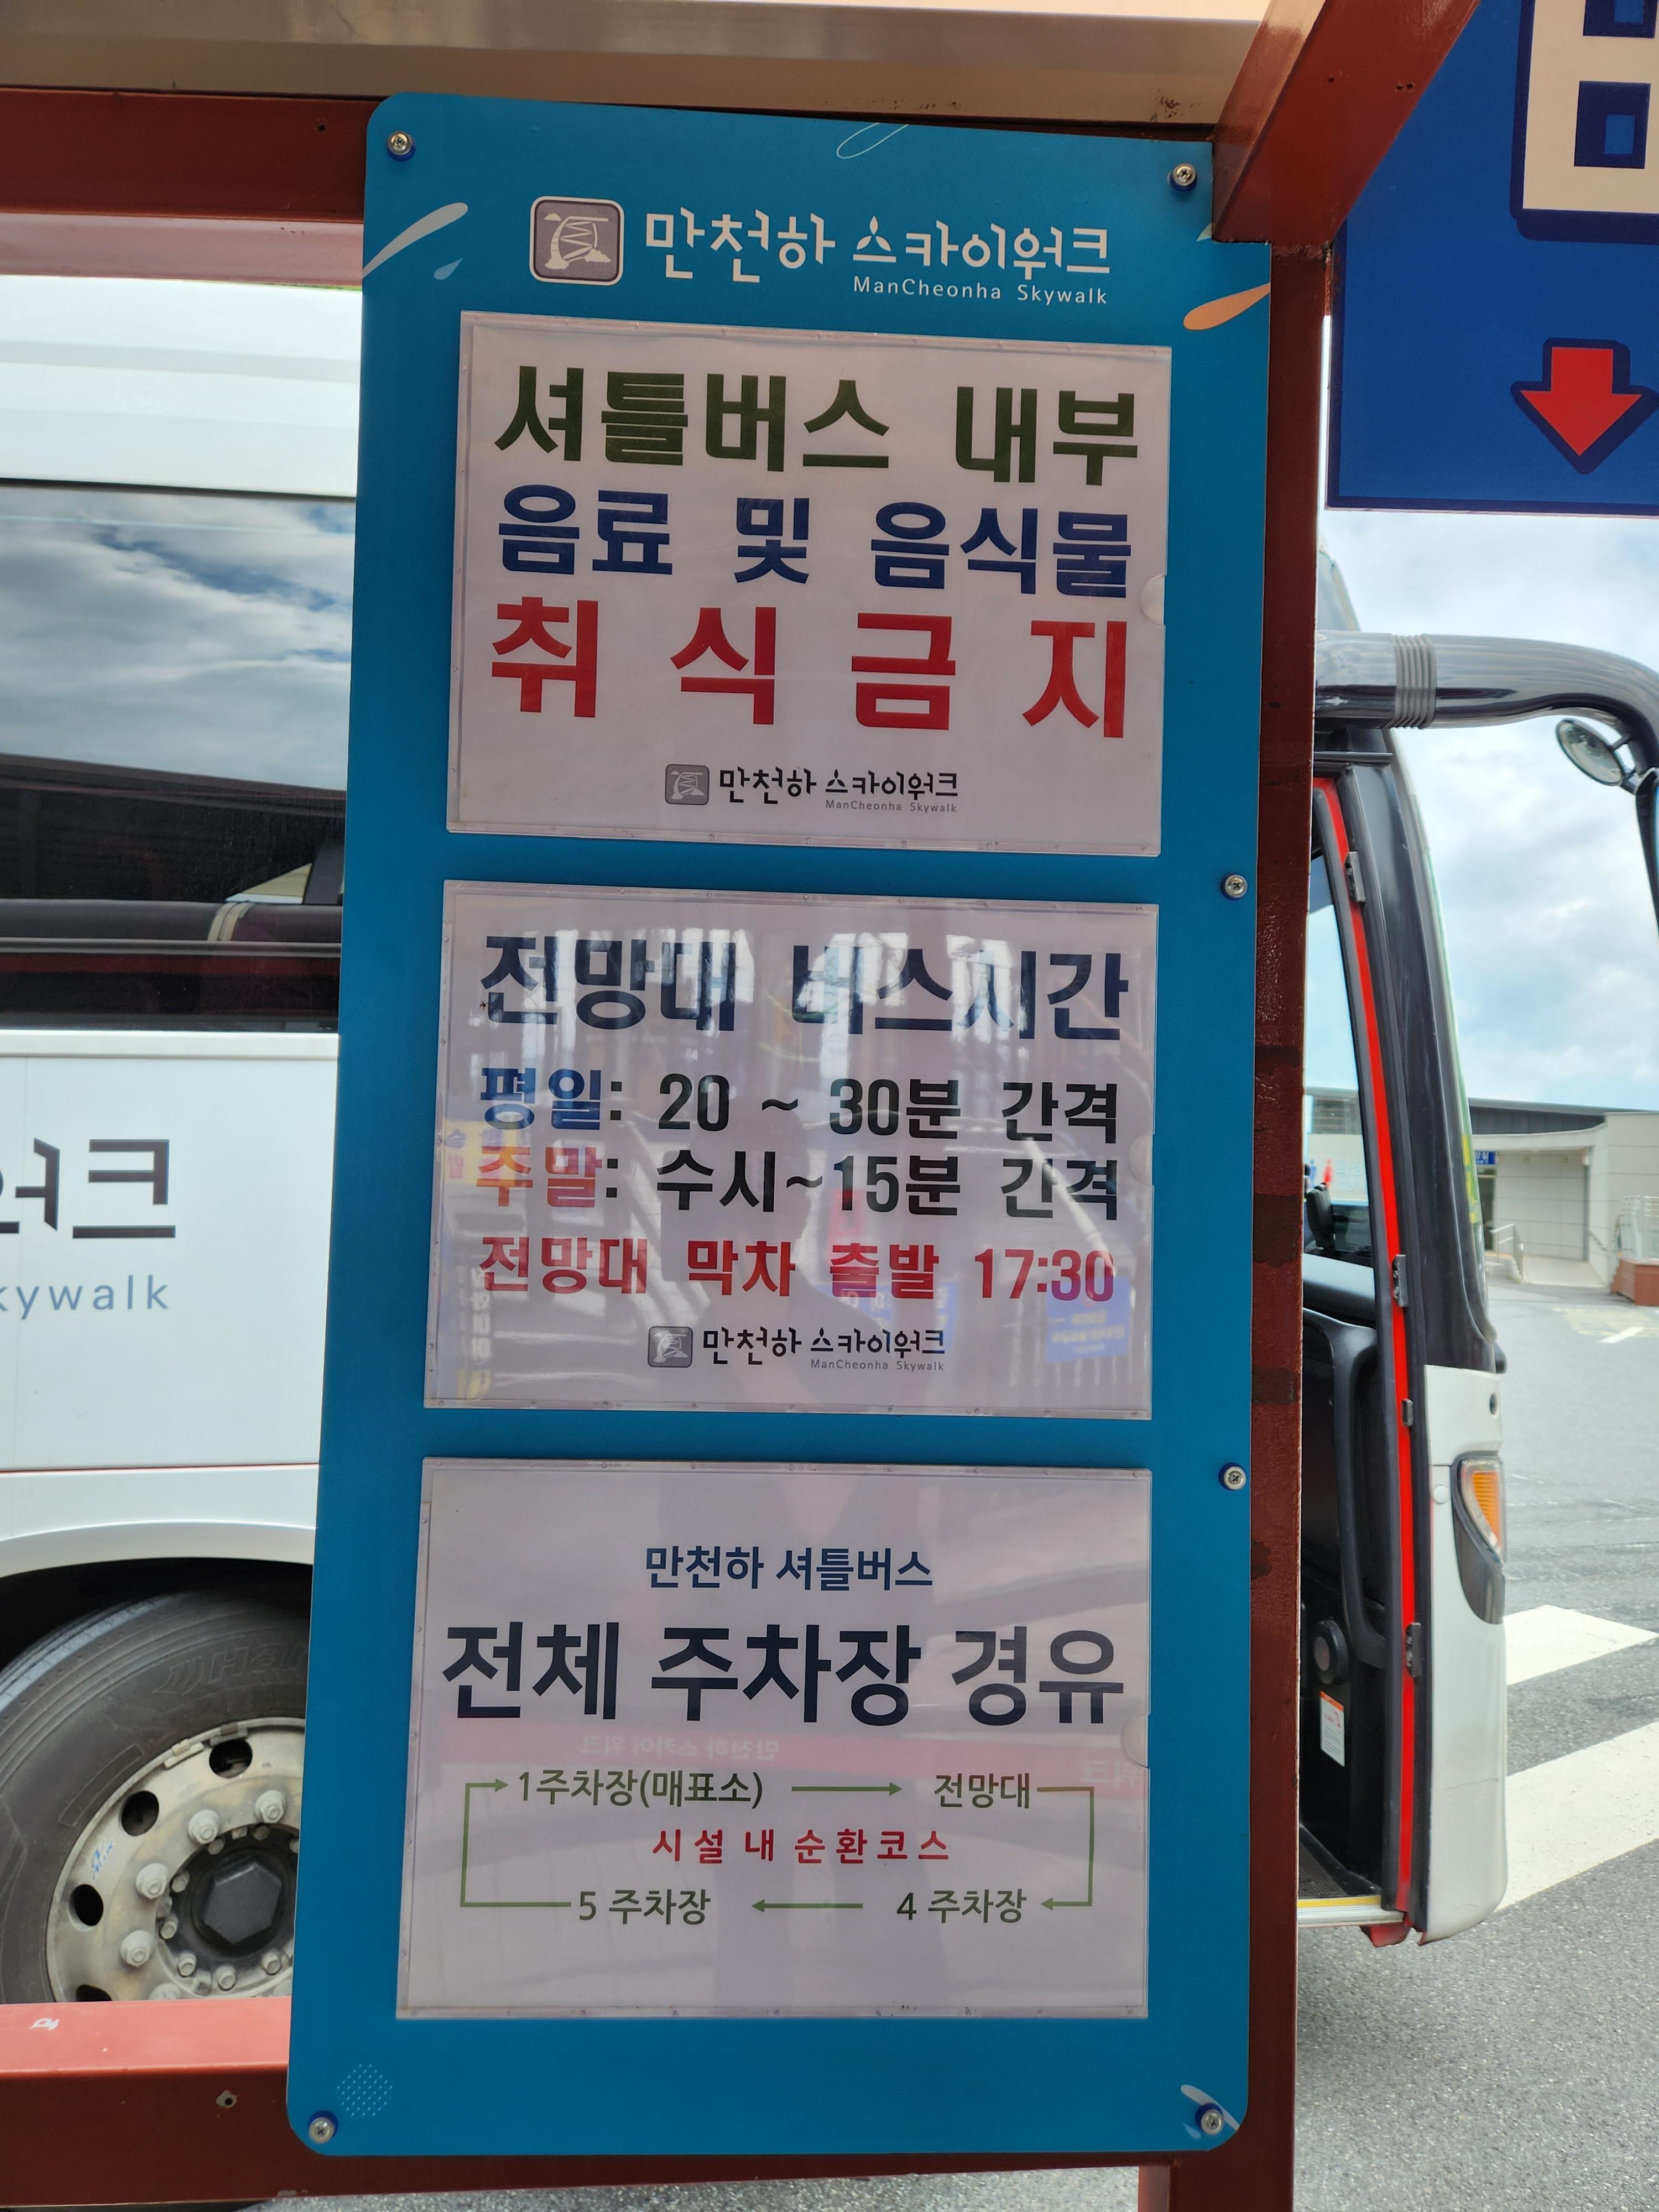 만천하 스카이워크
ManCheonha Skywalk
셔틀버스 내부
음료 및 음식물
취식금지
만천하 스카이워크
ManCheonha Skywalk
전망대 버스시간
평일: 20 ~ 30분 간격
주말: 수시~15분 간격
전망대 막차 출발 17:30
만천하 스카이워크
ManCheonha Skywalk
만천하 셔틀버스
전체 주차장 경유
1주차장(매표소) → 전망대
시설 내 순환코스
5 주차장 ← 4 주차장
워크
kywalk